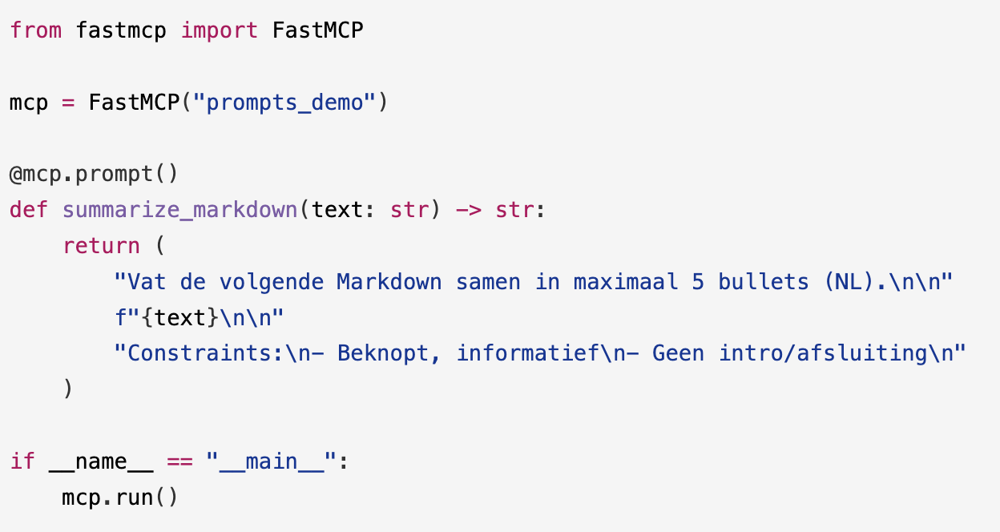 from fastmcp import FastMCP
mcp = FastMCP("prompts_demo")
@mcp.prompt()
def summarize_markdown(text: str) -> str:
    return (
        "Vat de volgende Markdown samen in maximaal 5 bullets (NL).\n\n"
        f"{text}\n\n"
        "Constraints:\n- Beknopt, informatief\n- Geen intro/afsluiting\n"
    )
if __name__ == "__main__":
    mcp.run()